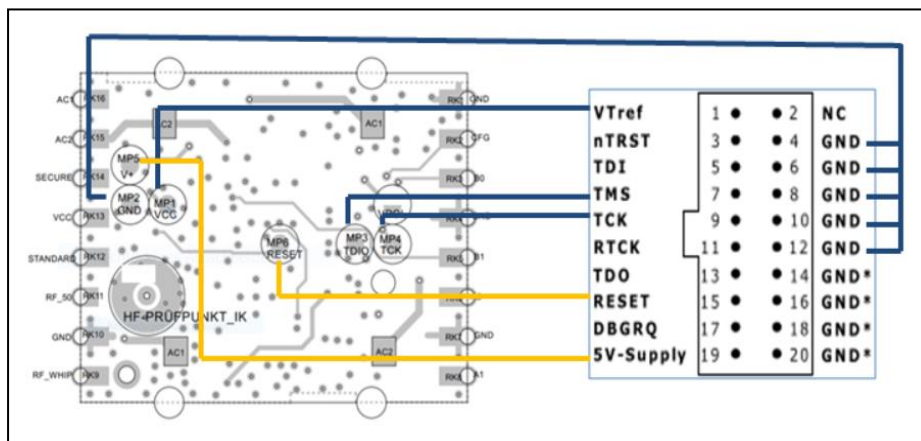 AC1 RK16
AC2 RK15
SECURE RK14
VCC RK13
STANDARD RK12
RF_50 RK11
GND RK10
RF_WHIP RK9
AC2
AC1
MP5
V+
MP2
GND
MP1
VCC
MP6
RESET
MP3
TDIO
MP4
TCK
HF-PRÜFPUNKT_IK
AC1
AC2
GND
CFG
GND
VTref 1 2 NC
nTRST 3 4 GND
TDI 5 6 GND
TMS 7 8 GND
TCK 9 10 GND
RTCK 11 12 GND
TDO 13 14 GND*
RESET 15 16 GND*
DBGRQ 17 18 GND*
5V-Supply 19 20 GND*